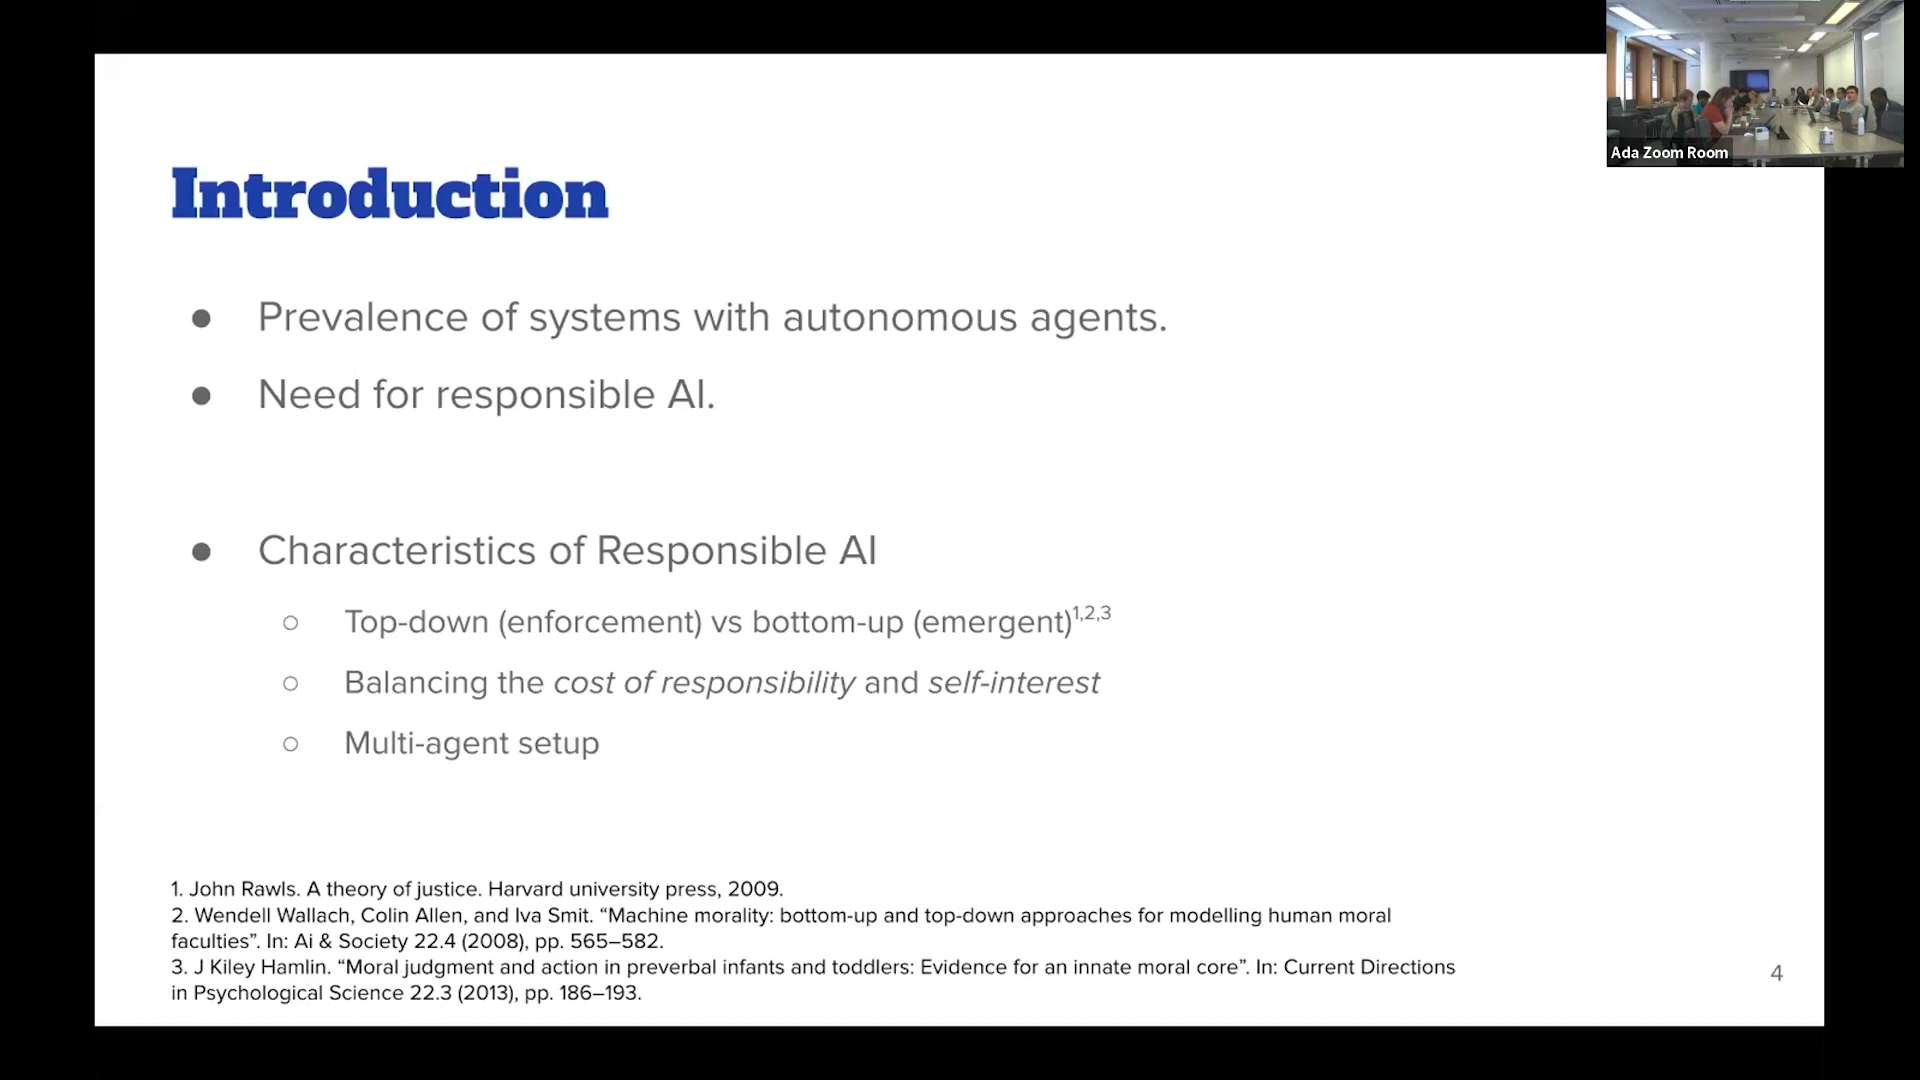 Ada Zoom Room
Introduction
● Prevalence of systems with autonomous agents.
● Need for responsible AI.
● Characteristics of Responsible AI
○ Top-down (enforcement) vs bottom-up (emergent)1,2,3
○ Balancing the cost of responsibility and self-interest
○ Multi-agent setup
1. John Rawls. A theory of justice. Harvard university press, 2009.
2. Wendell Wallach, Colin Allen, and Iva Smit. “Machine morality: bottom-up and top-down approaches for modelling human moral
faculties”. In: Ai & Society 22.4 (2008), pp. 565–582.
3. J Kiley Hamlin. “Moral judgment and action in preverbal infants and toddlers: Evidence for an innate moral core”. In: Current Directions
in Psychological Science 22.3 (2013), pp. 186–193.
4